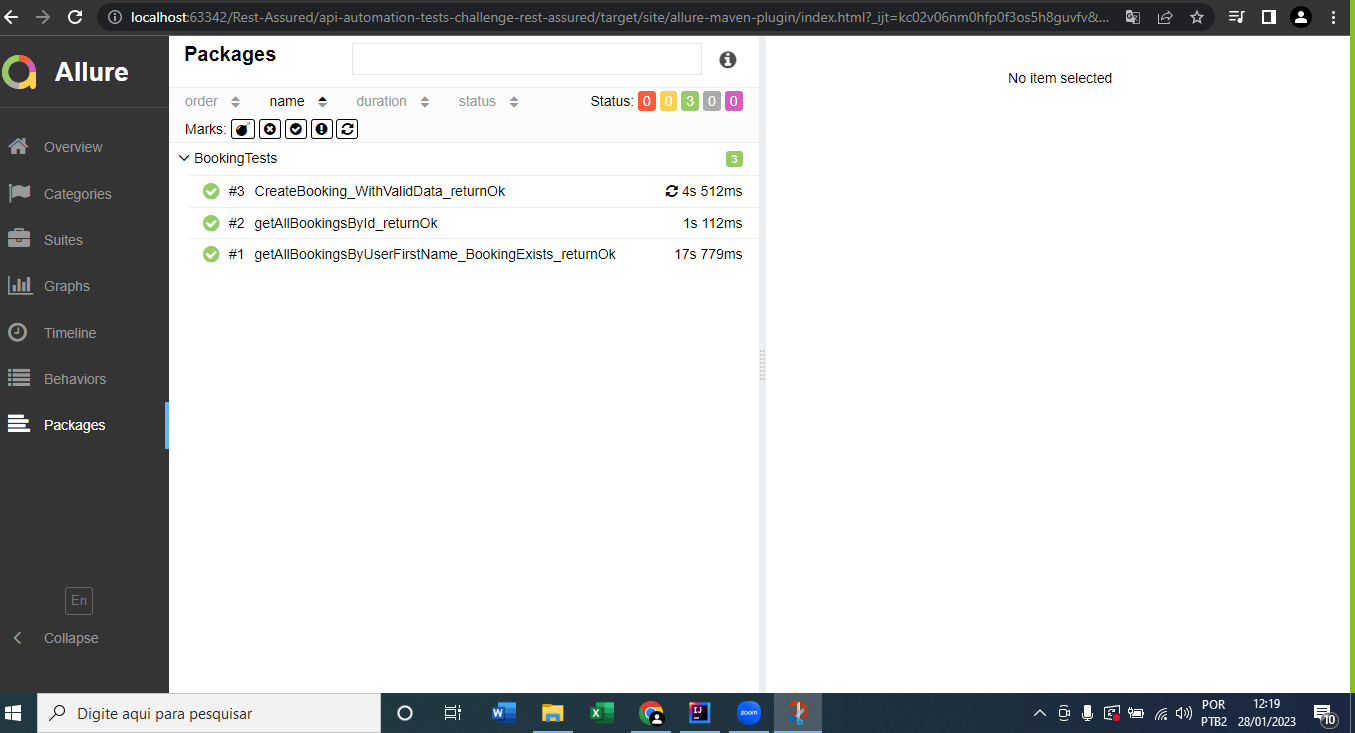 localhost:63342/Rest-Assured/api-automation-tests-challenge-rest-assured/target/site/allure-maven-plugin/index.html?_ijt=kc02v06nm0hfp0f3os5h8guvfv&...
Allure
Overview
Categories
Suites
Graphs
Timeline
Behaviors
Packages
En
Collapse
Packages
order name duration status Status: 0 0 3 0 0
Marks:
BookingTests 3
#3 CreateBooking_WithValidData_returnOk 4s 512ms
#2 getAllBookingsById_returnOk 1s 112ms
#1 getAllBookingsByUserFirstName_BookingExists_returnOk 17s 779ms
No item selected
Digite aqui para pesquisar
W
X
IJ
zoom
POR
PTB2
12:19
28/01/2023
10